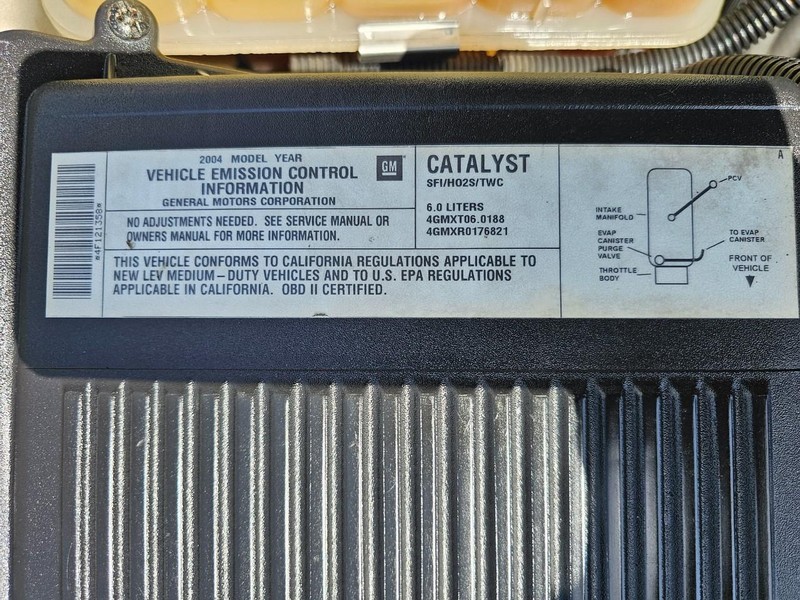 *4F121358*
2004 MODEL YEAR
VEHICLE EMISSION CONTROL
INFORMATION
GENERAL MOTORS CORPORATION
GM
NO ADJUSTMENTS NEEDED. SEE SERVICE MANUAL OR
OWNERS MANUAL FOR MORE INFORMATION.
CATALYST
SFI/HO2S/TWC
6.0 LITERS
4GMXT06.0188
4GMXR0176821
THIS VEHICLE CONFORMS TO CALIFORNIA REGULATIONS APPLICABLE TO
NEW LEV MEDIUM-DUTY VEHICLES AND TO U.S. EPA REGULATIONS
APPLICABLE IN CALIFORNIA. OBD II CERTIFIED.
A
PCV
INTAKE
MANIFOLD
EVAP
CANISTER
PURGE
VALVE
THROTTLE
BODY
TO EVAP
CANISTER
FRONT OF
VEHICLE